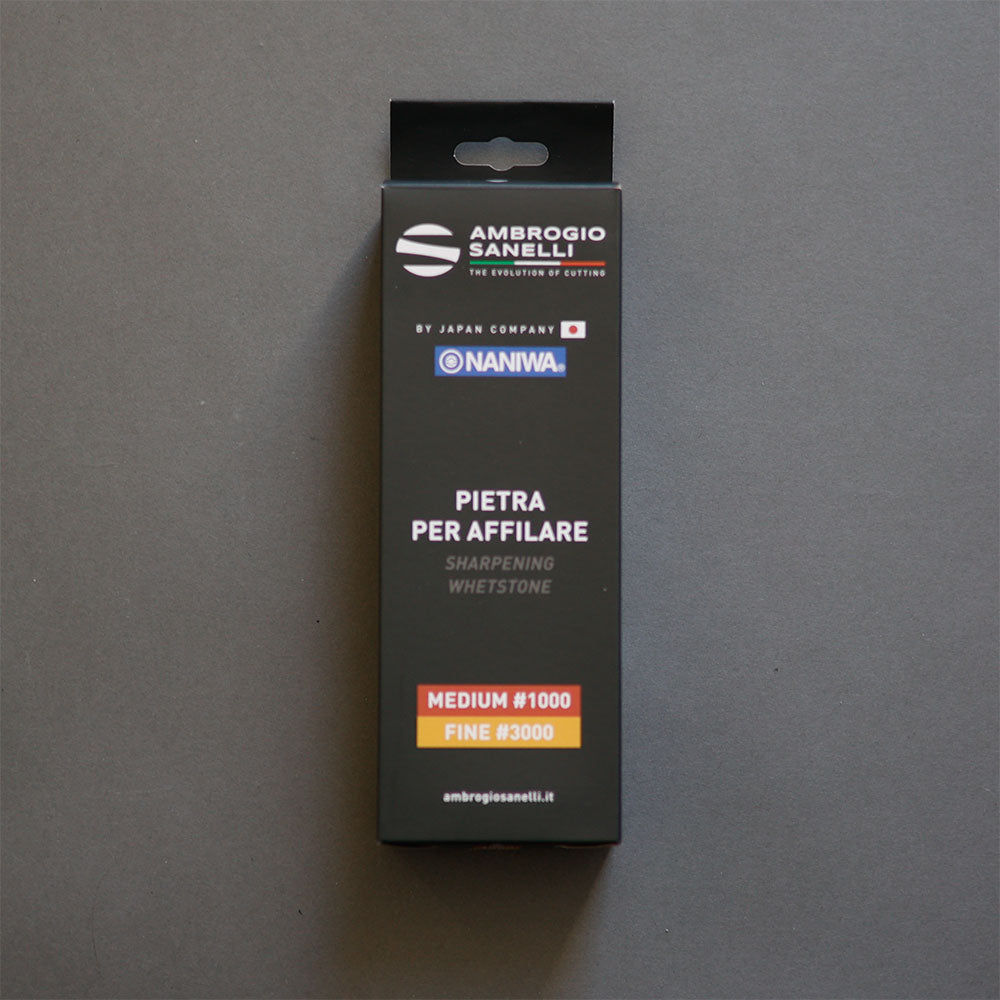 AMBROGIO
SANELLI
THE EVOLUTION OF CUTTING
BY JAPAN COMPANY
NANIWA®
PIETRA
PER AFFILARE
SHARPENING
WHETSTONE
MEDIUM #1000
FINE #3000
ambrogiosanelli.it